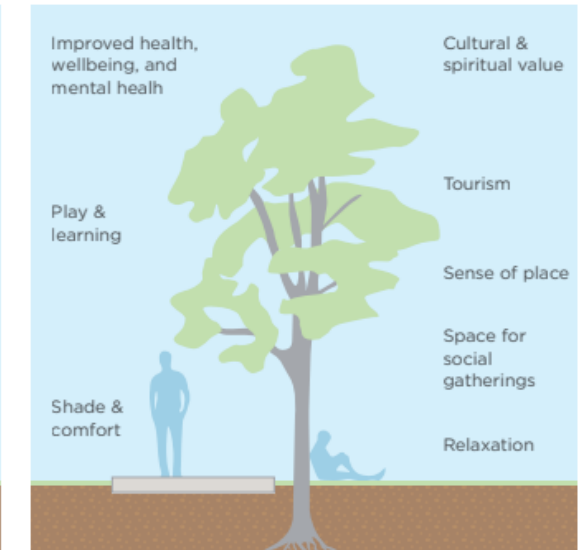 Improved health,
wellbeing, and
mental healh
Play &
learning
Shade &
comfort
Cultural &
spiritual value
Tourism
Sense of place
Space for
social
gatherings
Relaxation